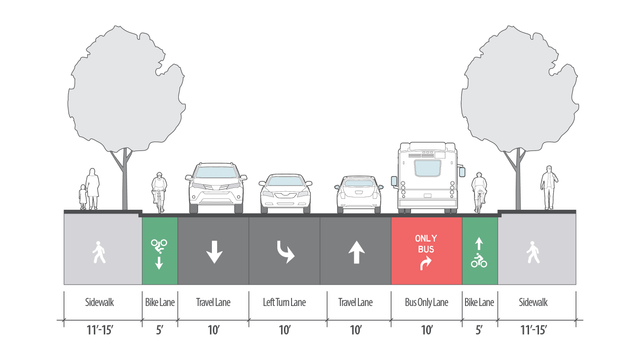 ONLY
BUS
Sidewalk Bike Lane Travel Lane Left Turn Lane Travel Lane Bus Only Lane Bike Lane Sidewalk
11'-15' 5' 10' 10' 10' 10' 5' 11'-15'